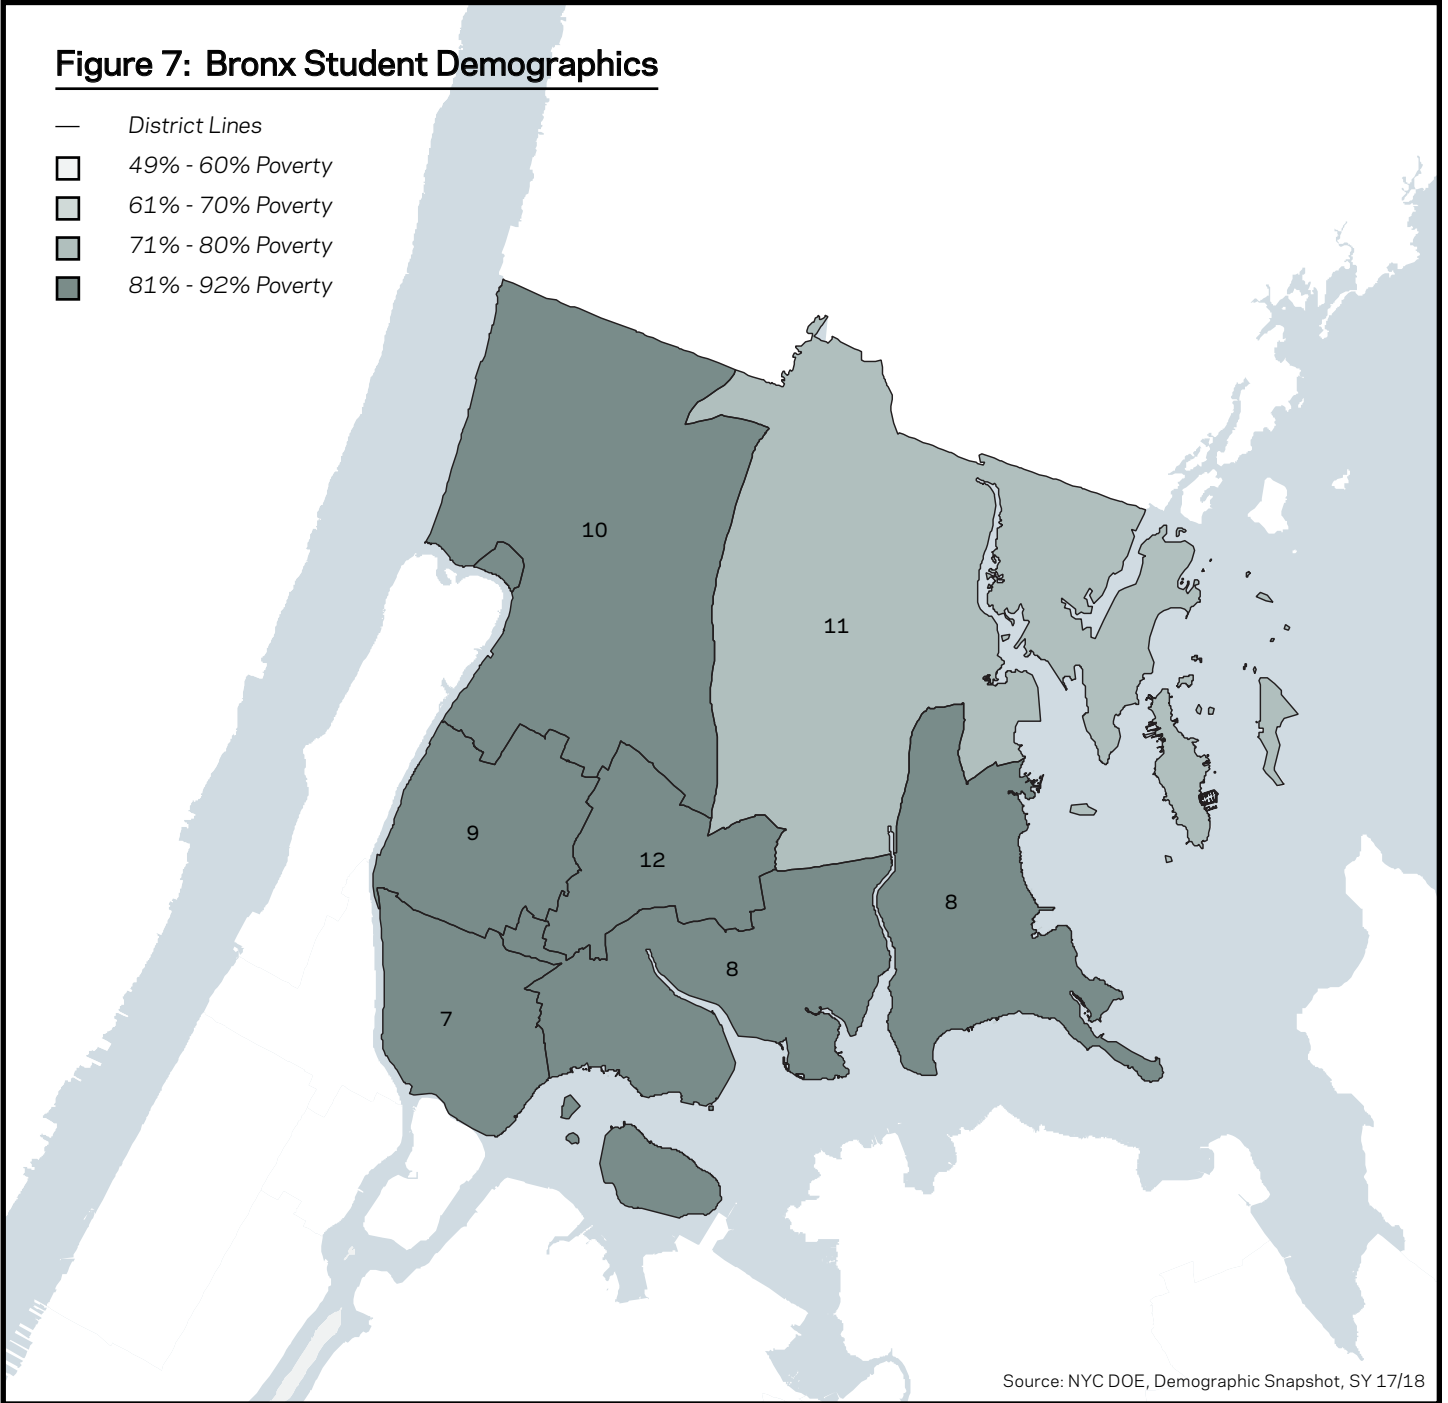 Figure 7: Bronx Student Demographics
District Lines
49% - 60% Poverty
61% - 70% Poverty
71% - 80% Poverty
81% - 92% Poverty
10
11
9
12
8
8
7
Source: NYC DOE, Demographic Snapshot, SY 17/18